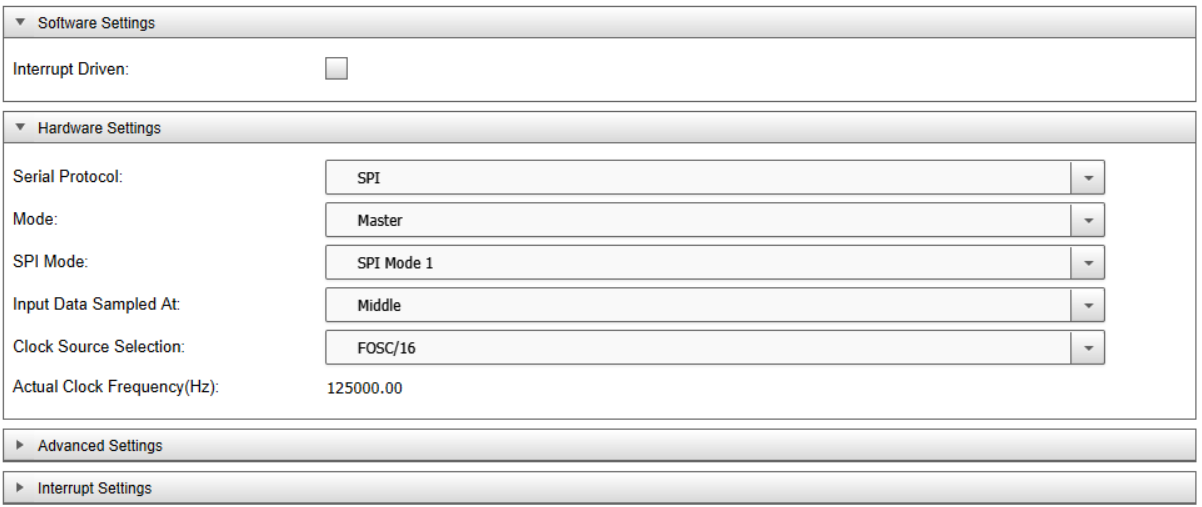 Software Settings
Interrupt Driven:
Hardware Settings
Serial Protocol: SPI
Mode: Master
SPI Mode: SPI Mode 1
Input Data Sampled At: Middle
Clock Source Selection: FOSC/16
Actual Clock Frequency(Hz): 125000.00
Advanced Settings
Interrupt Settings